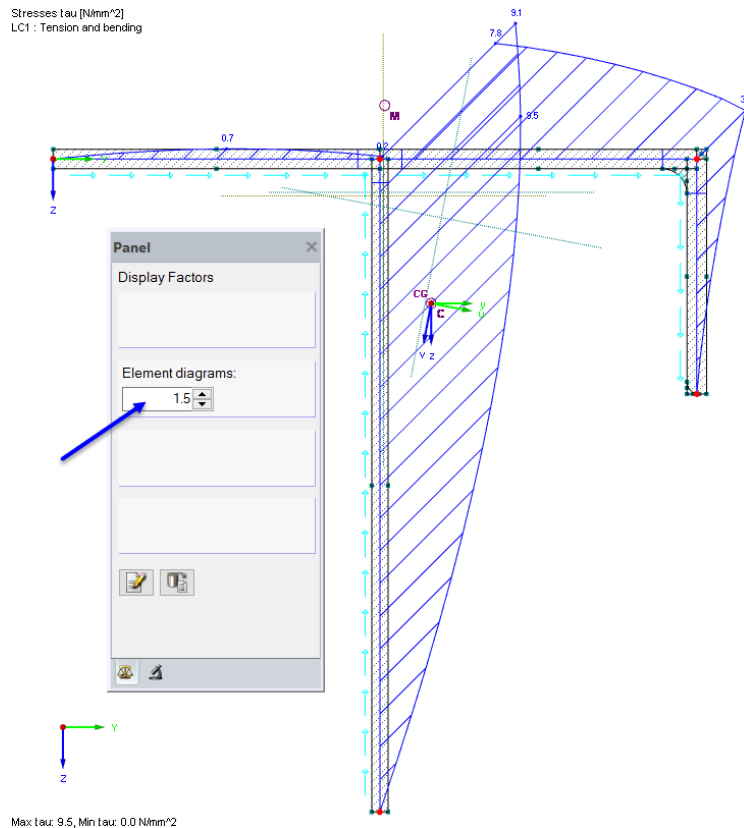 Stresses tau [N/mm^2]
LC1 : Tension and bending
9.1
7.8
M
9.5
3
0.7
0.2
Y
Z
Panel
Display Factors
Element diagrams:
1.5
CG
C
y
u
v z
Y
Z
Max tau: 9.5, Min tau: 0.0 N/mm^2